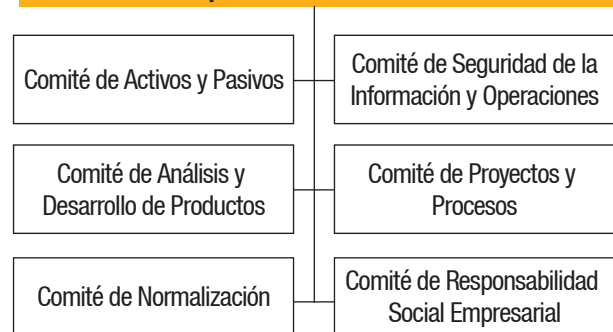 Comité de Activos y Pasivos
Comité de Seguridad de la
Información y Operaciones
Comité de Análisis y
Desarrollo de Productos
Comité de Proyectos y
Procesos
Comité de Normalización
Comité de Responsabilidad
Social Empresarial